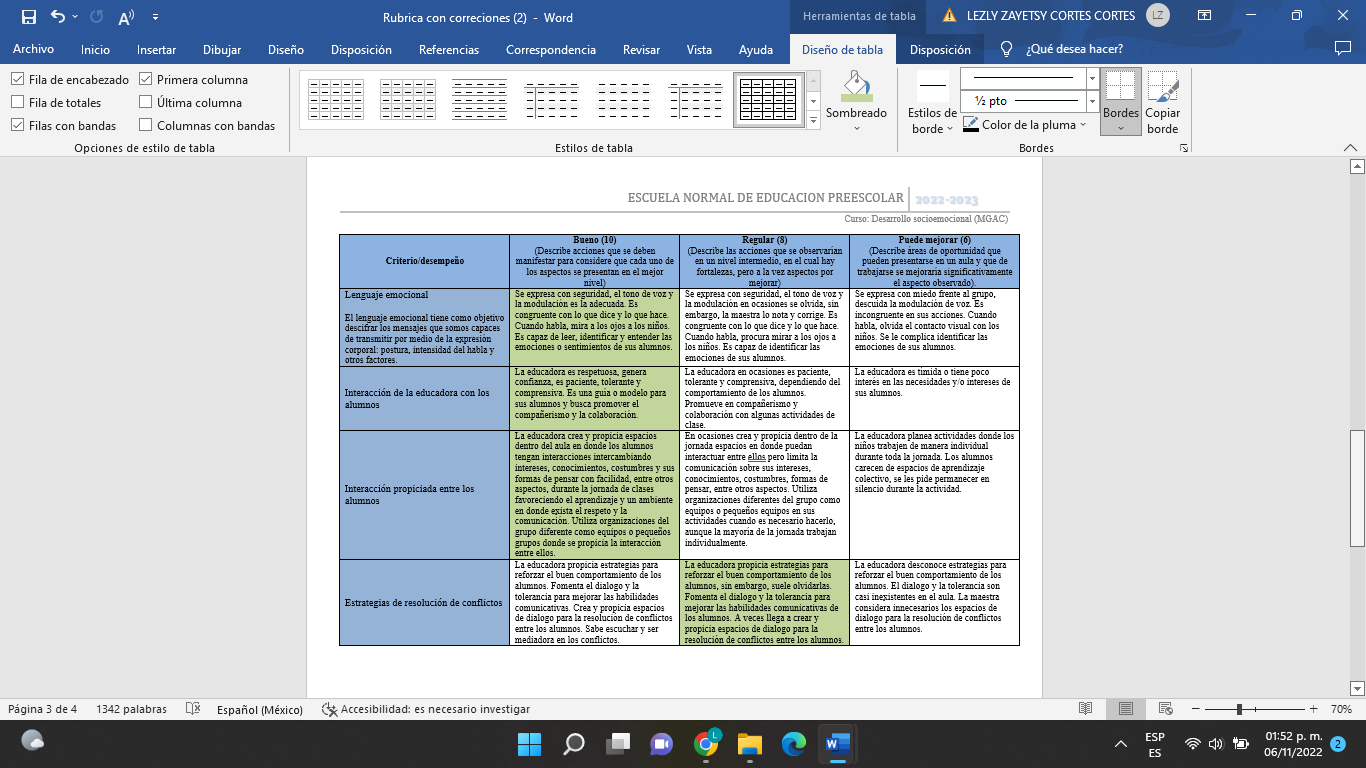 Rubrica con correciones (2) - Word
Herramientas de tabla
LEZLY ZAYETSY CORTES CORTES
LZ
Archivo Inicio Insertar Dibujar Diseño Disposición Referencias Correspondencia Revisar Vista Ayuda Diseño de tabla Disposición ¿Qué desea hacer?
Fila de encabezado Primera columna
Fila de totales Última columna
Filas con bandas Columnas con bandas
Opciones de estilo de tabla
Estilos de tabla
Sombreado
Estilos de
borde
½ pto
Color de la pluma
Bordes
Copiar
borde
Bordes
ESCUELA NORMAL DE EDUCACION PREESCOLAR 2022-2023
Curso: Desarrollo socioemocional (MGAC)
Criterio/desempeño
Bueno (10)
(Describe acciones que se deben
manifestar para considere que cada uno de
los aspectos se presentan en el mejor
nivel)
Regular (8)
(Describe las acciones que se observarían
en un nivel intermedio, en el cual hay
fortalezas, pero a la vez aspectos por
mejorar)
Puede mejorar (6)
(Describe áreas de oportunidad que
pueden presentarse en un aula y que de
trabajarse se mejoraría significativamente
el aspecto observado).
Lenguaje emocional
El lenguaje emocional tiene como objetivo
descifrar los mensajes que somos capaces
de transmitir por medio de la expresión
corporal: postura, intensidad del habla y
otros factores.
Se expresa con seguridad, el tono de voz y
la modulación es la adecuada. Es
congruente con lo que dice y lo que hace.
Cuando habla, mira a los ojos a los niños.
Es capaz de leer, identificar y entender las
emociones o sentimientos de sus alumnos.
Se expresa con seguridad, el tono de voz y
la modulación en ocasiones se olvida, sin
embargo, la maestra lo nota y corrige. Es
congruente con lo que dice y lo que hace.
Cuando habla, procura mirar a los ojos a
los niños. Es capaz de identificar las
emociones de sus alumnos.
Se expresa con miedo frente al grupo,
descuida la modulación de voz. Es
incongruente en sus acciones. Cuando
habla, olvida el contacto visual con los
niños. Se le complica identificar las
emociones de sus alumnos.
Interacción de la educadora con los
alumnos
La educadora es respetuosa, genera
confianza, es paciente, tolerante y
comprensiva. Es una guía o modelo para
sus alumnos y busca promover el
compañerismo y la colaboración.
La educadora en ocasiones es paciente,
tolerante y comprensiva, dependiendo del
comportamiento de los alumnos.
Promueve en compañerismo y
colaboración con algunas actividades de
clase.
La educadora es tímida o tiene poco
interés en las necesidades y/o intereses de
sus alumnos.
Interacción propiciada entre los
alumnos
La educadora crea y propicia espacios
dentro del aula en donde los alumnos
tengan interacciones intercambiando
intereses, conocimientos, costumbres y sus
formas de pensar con facilidad, entre otros
aspectos, durante la jornada de clases
favoreciendo el aprendizaje y un ambiente
en donde exista el respeto y la
comunicación. Utiliza organizaciones del
grupo diferente como equipos o pequeños
grupos donde se propicia la interacción
entre ellos.
En ocasiones crea y propicia dentro de la
jornada espacios en donde puedan
interactuar entre ellos pero limita la
comunicación sobre sus intereses,
conocimientos, costumbres, formas de
pensar, entre otros aspectos. Utiliza
organizaciones diferentes del grupo como
equipos o pequeños equipos en sus
actividades cuando es necesario hacerlo,
aunque la mayoría de la jornada trabajan
individualmente.
La educadora planea actividades donde los
niños trabajen de manera individual
durante toda la jornada. Los alumnos
carecen de espacios de aprendizaje
colectivo, se les pide permanecer en
silencio durante la actividad.
Estrategias de resolución de conflictos
La educadora propicia estrategias para
reforzar el buen comportamiento de los
alumnos. Fomenta el dialogo y la
tolerancia para mejorar las habilidades
comunicativas. Crea y propicia espacios
de dialogo para la resolución de conflictos
entre los alumnos. Sabe escuchar y ser
mediadora en los conflictos.
La educadora propicia estrategias para
reforzar el buen comportamiento de los
alumnos, sin embargo, suele olvidarlas.
Fomenta el dialogo y la tolerancia para
mejorar las habilidades comunicativas de
los alumnos. A veces llega a crear y
propicia espacios de dialogo para la
resolución de conflictos entre los alumnos.
La educadora desconoce estrategias para
reforzar el buen comportamiento de los
alumnos. El dialogo y la tolerancia son
casi inexistentes en el aula. La maestra
considera innecesarios los espacios de
dialogo para la resolución de conflictos
entre los alumnos.
Página 3 de 4 1342 palabras Español (México) Accesibilidad: es necesario investigar 70%
L
ESP
ES
01:52 p. m.
06/11/2022
2